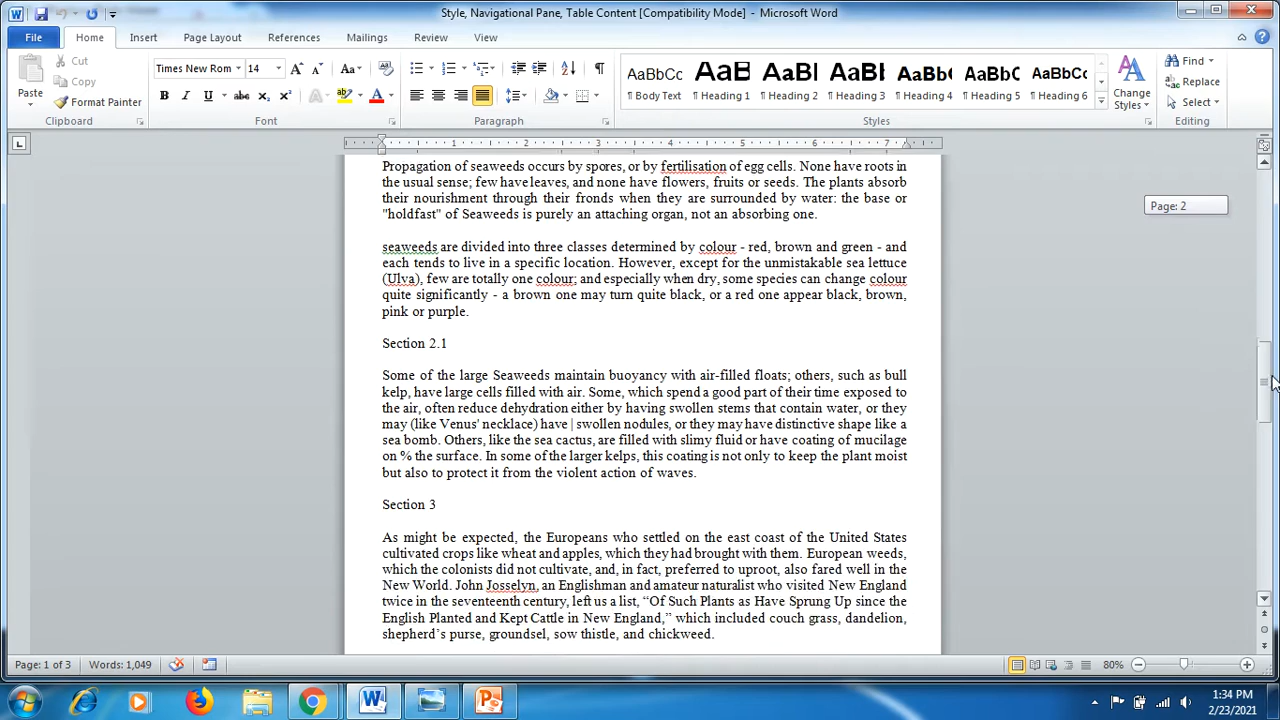 Style, Navigational Pane, Table Content [Compatibility Mode] - Microsoft Word
File Home Insert Page Layout References Mailings Review View
Cut
Copy
Format Painter
Paste
Clipboard
Times New Rom 14
Font
Paragraph
AaBbCc AaB AaBb AaBb( AaBbC AaBbC AaBbCc
¶ Body Text ¶ Heading 1 ¶ Heading 2 ¶ Heading 3 ¶ Heading 4 ¶ Heading 5 ¶ Heading 6
Change
Styles
Styles
Find
Replace
Select
Editing
1 2 3 4 5 6 7
Propagation of seaweeds occurs by spores, or by fertilisation of egg cells. None have roots in
the usual sense; few have leaves, and none have flowers, fruits or seeds. The plants absorb
their nourishment through their fronds when they are surrounded by water: the base or
"holdfast" of Seaweeds is purely an attaching organ, not an absorbing one.
Page: 2
seaweeds are divided into three classes determined by colour - red, brown and green - and
each tends to live in a specific location. However, except for the unmistakable sea lettuce
(Ulva), few are totally one colour; and especially when dry, some species can change colour
quite significantly - a brown one may turn quite black, or a red one appear black, brown,
pink or purple.
Section 2.1
Some of the large Seaweeds maintain buoyancy with air-filled floats; others, such as bull
kelp, have large cells filled with air. Some, which spend a good part of their time exposed to
the air, often reduce dehydration either by having swollen stems that contain water, or they
may (like Venus' necklace) have | swollen nodules, or they may have distinctive shape like a
sea bomb. Others, like the sea cactus, are filled with slimy fluid or have coating of mucilage
on % the surface. In some of the larger kelps, this coating is not only to keep the plant moist
but also to protect it from the violent action of waves.
Section 3
As might be expected, the Europeans who settled on the east coast of the United States
cultivated crops like wheat and apples, which they had brought with them. European weeds,
which the colonists did not cultivate, and, in fact, preferred to uproot, also fared well in the
New World. John Josselyn, an Englishman and amateur naturalist who visited New England
twice in the seventeenth century, left us a list, “Of Such Plants as Have Sprung Up since the
English Planted and Kept Cattle in New England,” which included couch grass, dandelion,
shepherd’s purse, groundsel, sow thistle, and chickweed.
Page: 1 of 3 Words: 1,049 80%
1:34 PM
2/23/2021